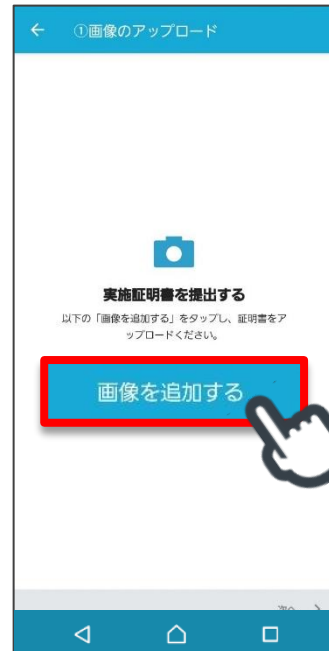 ①画像のアップロード
実施証明書を提出する
以下の「画像を追加する」をタップし、証明書をア
ップロードください。
画像を追加する